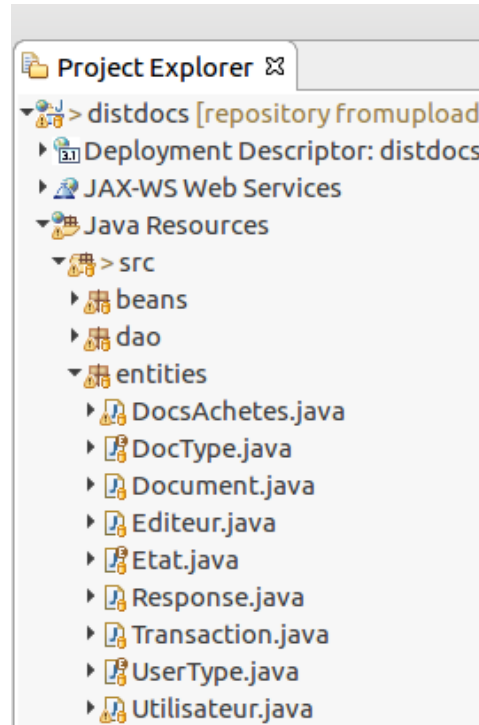 Project Explorer
> distdocs [repository fromupload
Deployment Descriptor: distdocs
JAX-WS Web Services
Java Resources
> src
beans
dao
entities
DocsAchetes.java
DocType.java
Document.java
Editeur.java
Etat.java
Response.java
Transaction.java
UserType.java
Utilisateur.java